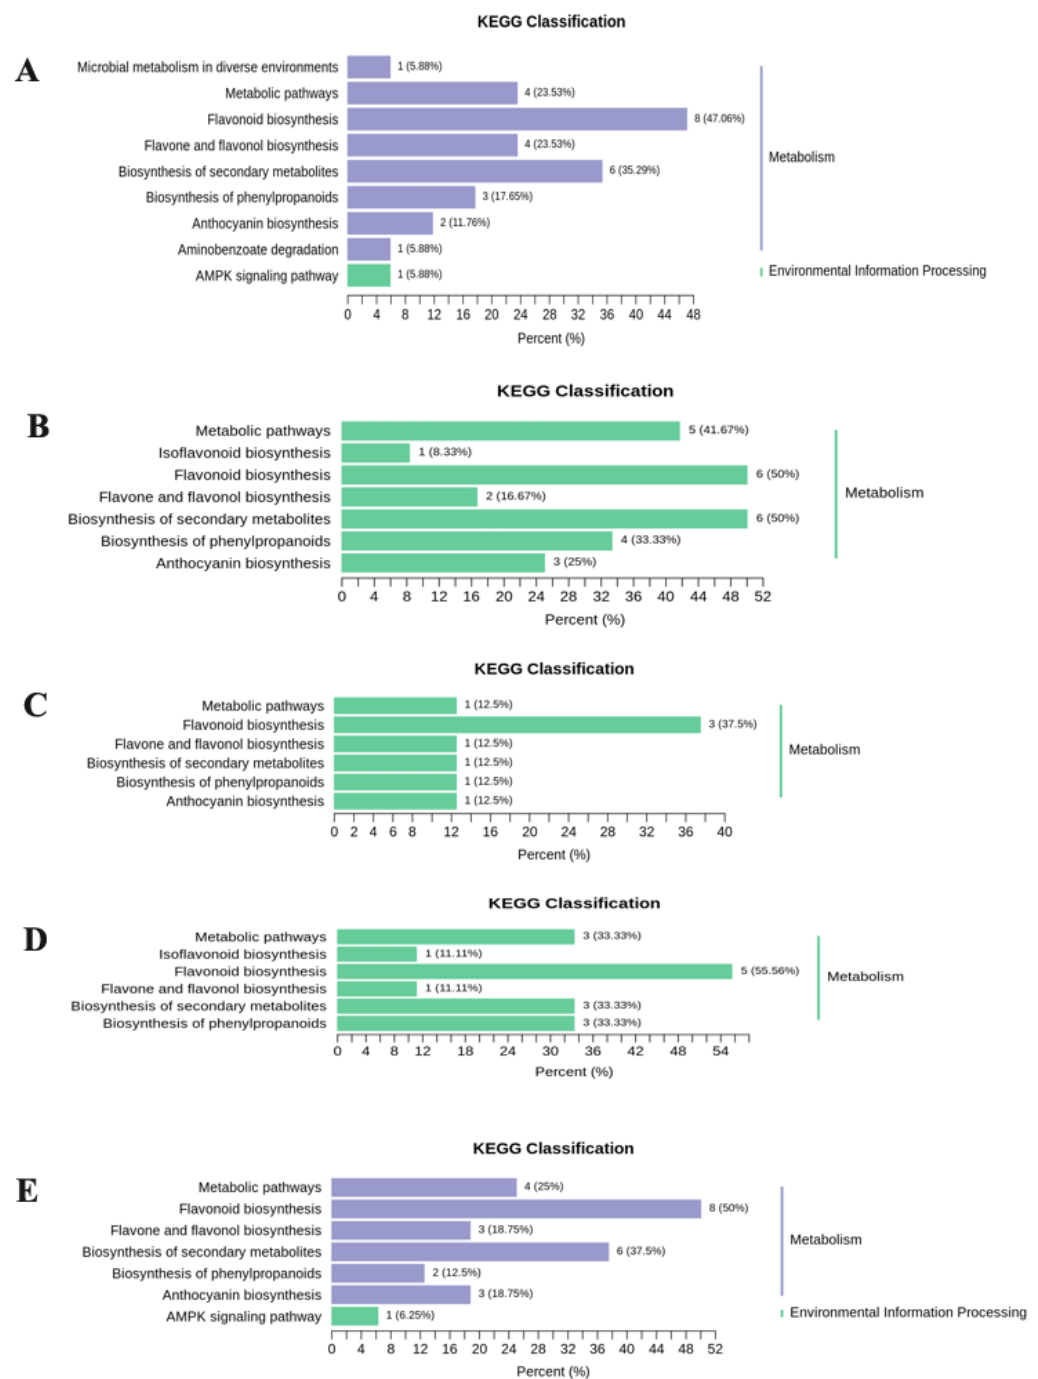 KEGG Classification
A
Microbial metabolism in diverse environments 1 (5.88%)
Metabolic pathways 4 (23.53%)
Flavonoid biosynthesis 8 (47.06%)
Flavone and flavonol biosynthesis 4 (23.53%)
Metabolism
Biosynthesis of secondary metabolites 6 (35.29%)
Biosynthesis of phenylpropanoids 3 (17.65%)
Anthocyanin biosynthesis 2 (11.76%)
Aminobenzoate degradation 1 (5.88%)
AMPK signaling pathway 1 (5.88%)
Environmental Information Processing
0 4 8 12 16 20 24 28 32 36 40 44 48
Percent (%)
KEGG Classification
B
Metabolic pathways 5 (41.67%)
Isoflavonoid biosynthesis 1 (8.33%)
Flavonoid biosynthesis 6 (50%)
Flavone and flavonol biosynthesis 2 (16.67%)
Metabolism
Biosynthesis of secondary metabolites 6 (50%)
Biosynthesis of phenylpropanoids 4 (33.33%)
Anthocyanin biosynthesis 3 (25%)
0 4 8 12 16 20 24 28 32 36 40 44 48 52
Percent (%)
KEGG Classification
C
Metabolic pathways 1 (12.5%)
Flavonoid biosynthesis 3 (37.5%)
Flavone and flavonol biosynthesis 1 (12.5%)
Metabolism
Biosynthesis of secondary metabolites 1 (12.5%)
Biosynthesis of phenylpropanoids 1 (12.5%)
Anthocyanin biosynthesis 1 (12.5%)
0 2 4 6 8 12 16 20 24 28 32 36 40
Percent (%)
KEGG Classification
D
Metabolic pathways 3 (33.33%)
Isoflavonoid biosynthesis 1 (11.11%)
Flavonoid biosynthesis 5 (55.56%)
Metabolism
Flavone and flavonol biosynthesis 1 (11.11%)
Biosynthesis of secondary metabolites 3 (33.33%)
Biosynthesis of phenylpropanoids 3 (33.33%)
0 4 8 12 18 24 30 36 42 48 54
Percent (%)
KEGG Classification
E
Metabolic pathways 4 (25%)
Flavonoid biosynthesis 8 (50%)
Flavone and flavonol biosynthesis 3 (18.75%)
Metabolism
Biosynthesis of secondary metabolites 6 (37.5%)
Biosynthesis of phenylpropanoids 2 (12.5%)
Anthocyanin biosynthesis 3 (18.75%)
AMPK signaling pathway 1 (6.25%)
Environmental Information Processing
0 4 8 12 16 20 24 28 32 36 40 44 48 52
Percent (%)